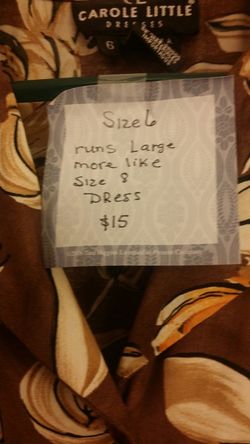 CAROLE LITTLE
DRESSES
6
Size 6
runs Large
more like
Size 8
DRess
$15